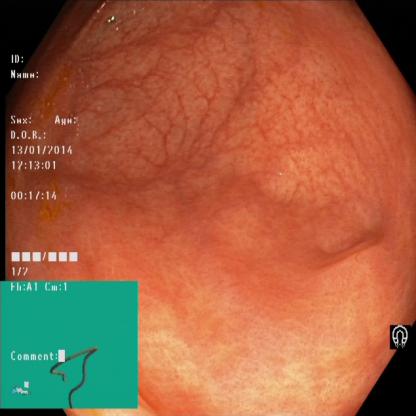 ID:
Name:
Sex: Age:
D.O.B.:
13/01/2014
12:13:01
00:17:14
■■■/■■■
1/2
Eh:A1 Cm:1
Comment: